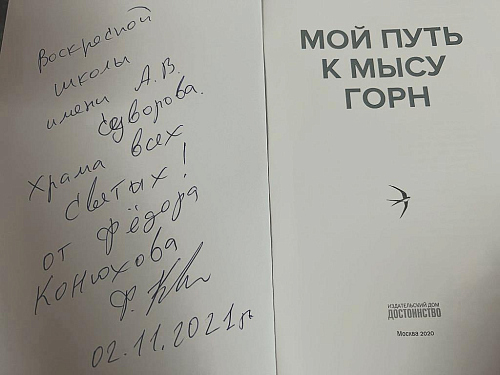 Воскресной
школы
имени А.В.
Суворова.
храма всех
святых!
от Фёдора
Конюхова
Ф.
02.11.2021г.
МОЙ ПУТЬ
К МЫСУ
ГОРН
ИЗДАТЕЛЬСКИЙ ДОМ
ДОСТОИНСТВО
Москва 2020